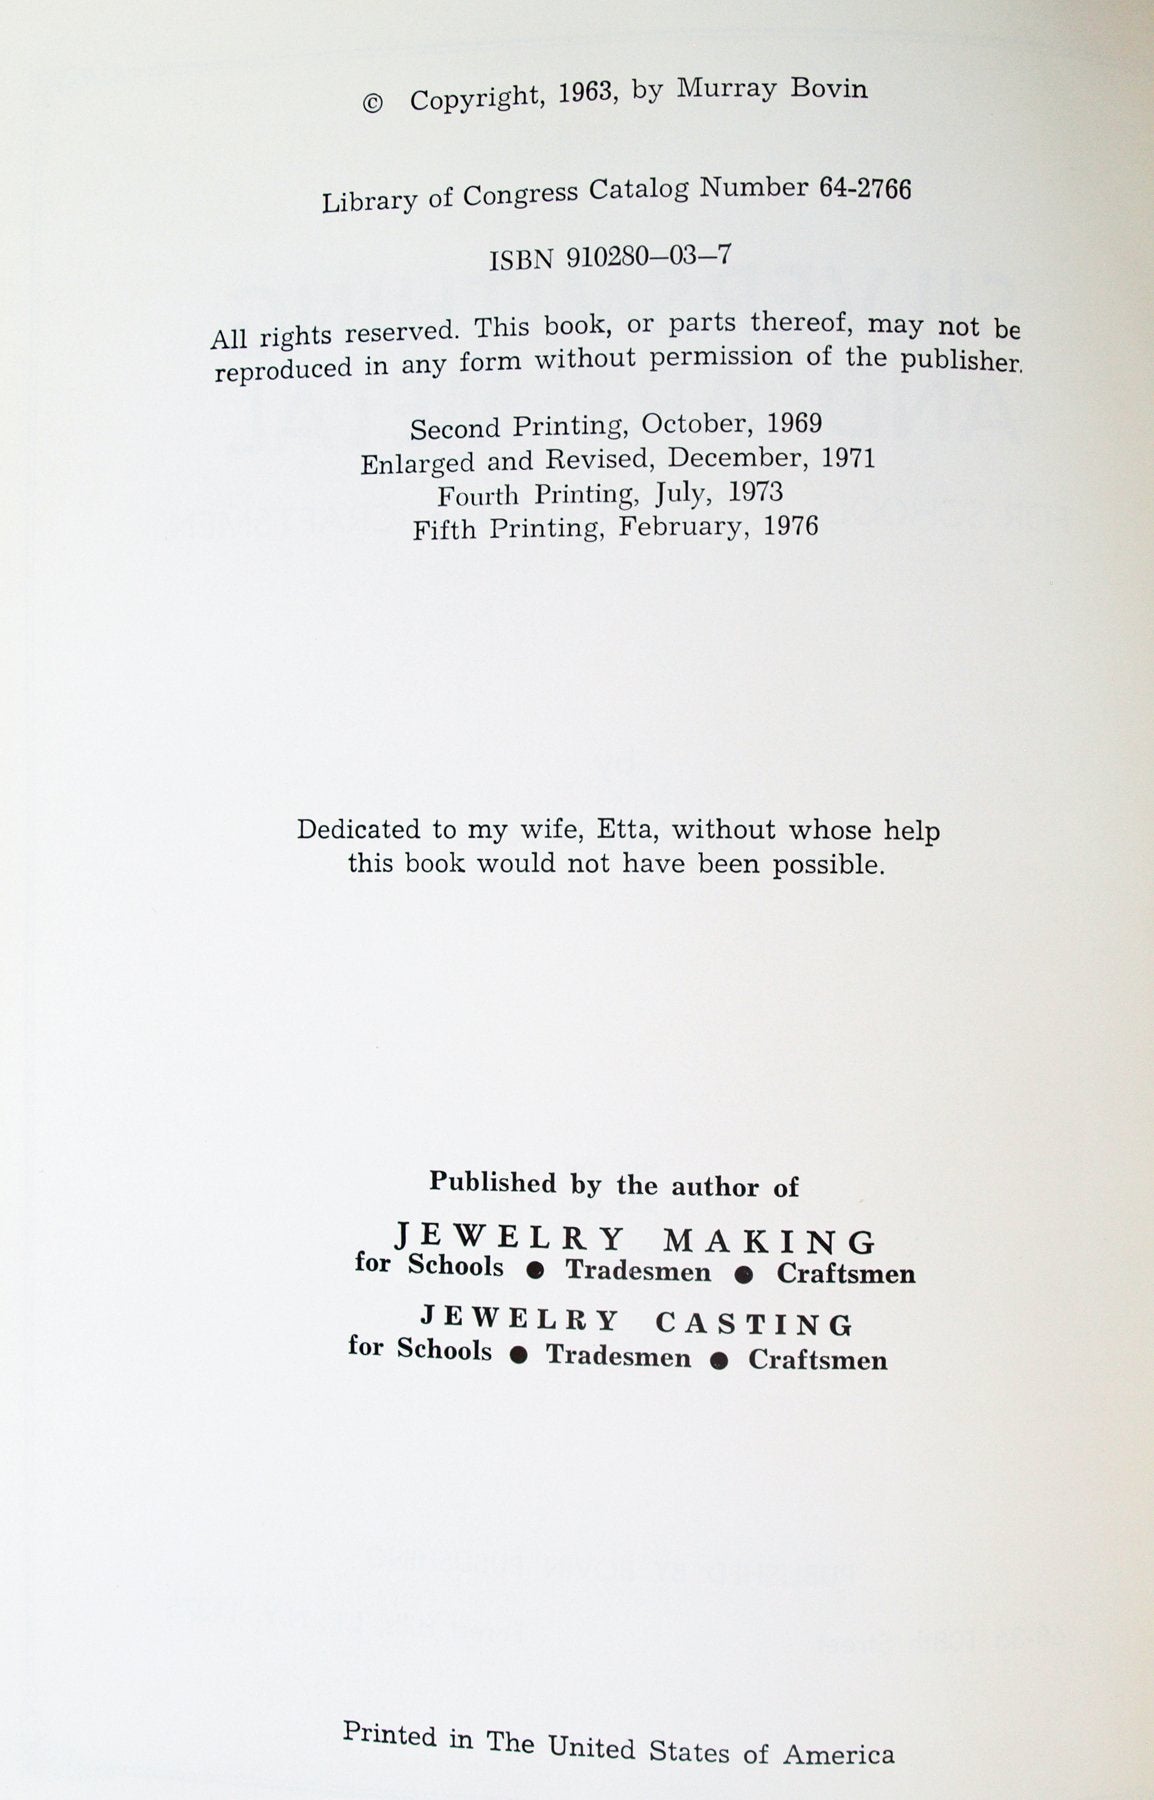 © Copyright, 1963, by Murray Bovin
Library of Congress Catalog Number 64-2766
ISBN 910280—03—7
All rights reserved. This book, or parts thereof, may not be
reproduced in any form without permission of the publisher.
Second Printing, October, 1969
Enlarged and Revised, December, 1971
Fourth Printing, July, 1973
Fifth Printing, February, 1976
Dedicated to my wife, Etta, without whose help
this book would not have been possible.
Published by the author of
JEWELRY MAKING
for Schools ● Tradesmen ● Craftsmen
JEWELRY CASTING
for Schools ● Tradesmen ● Craftsmen
Printed in The United States of America